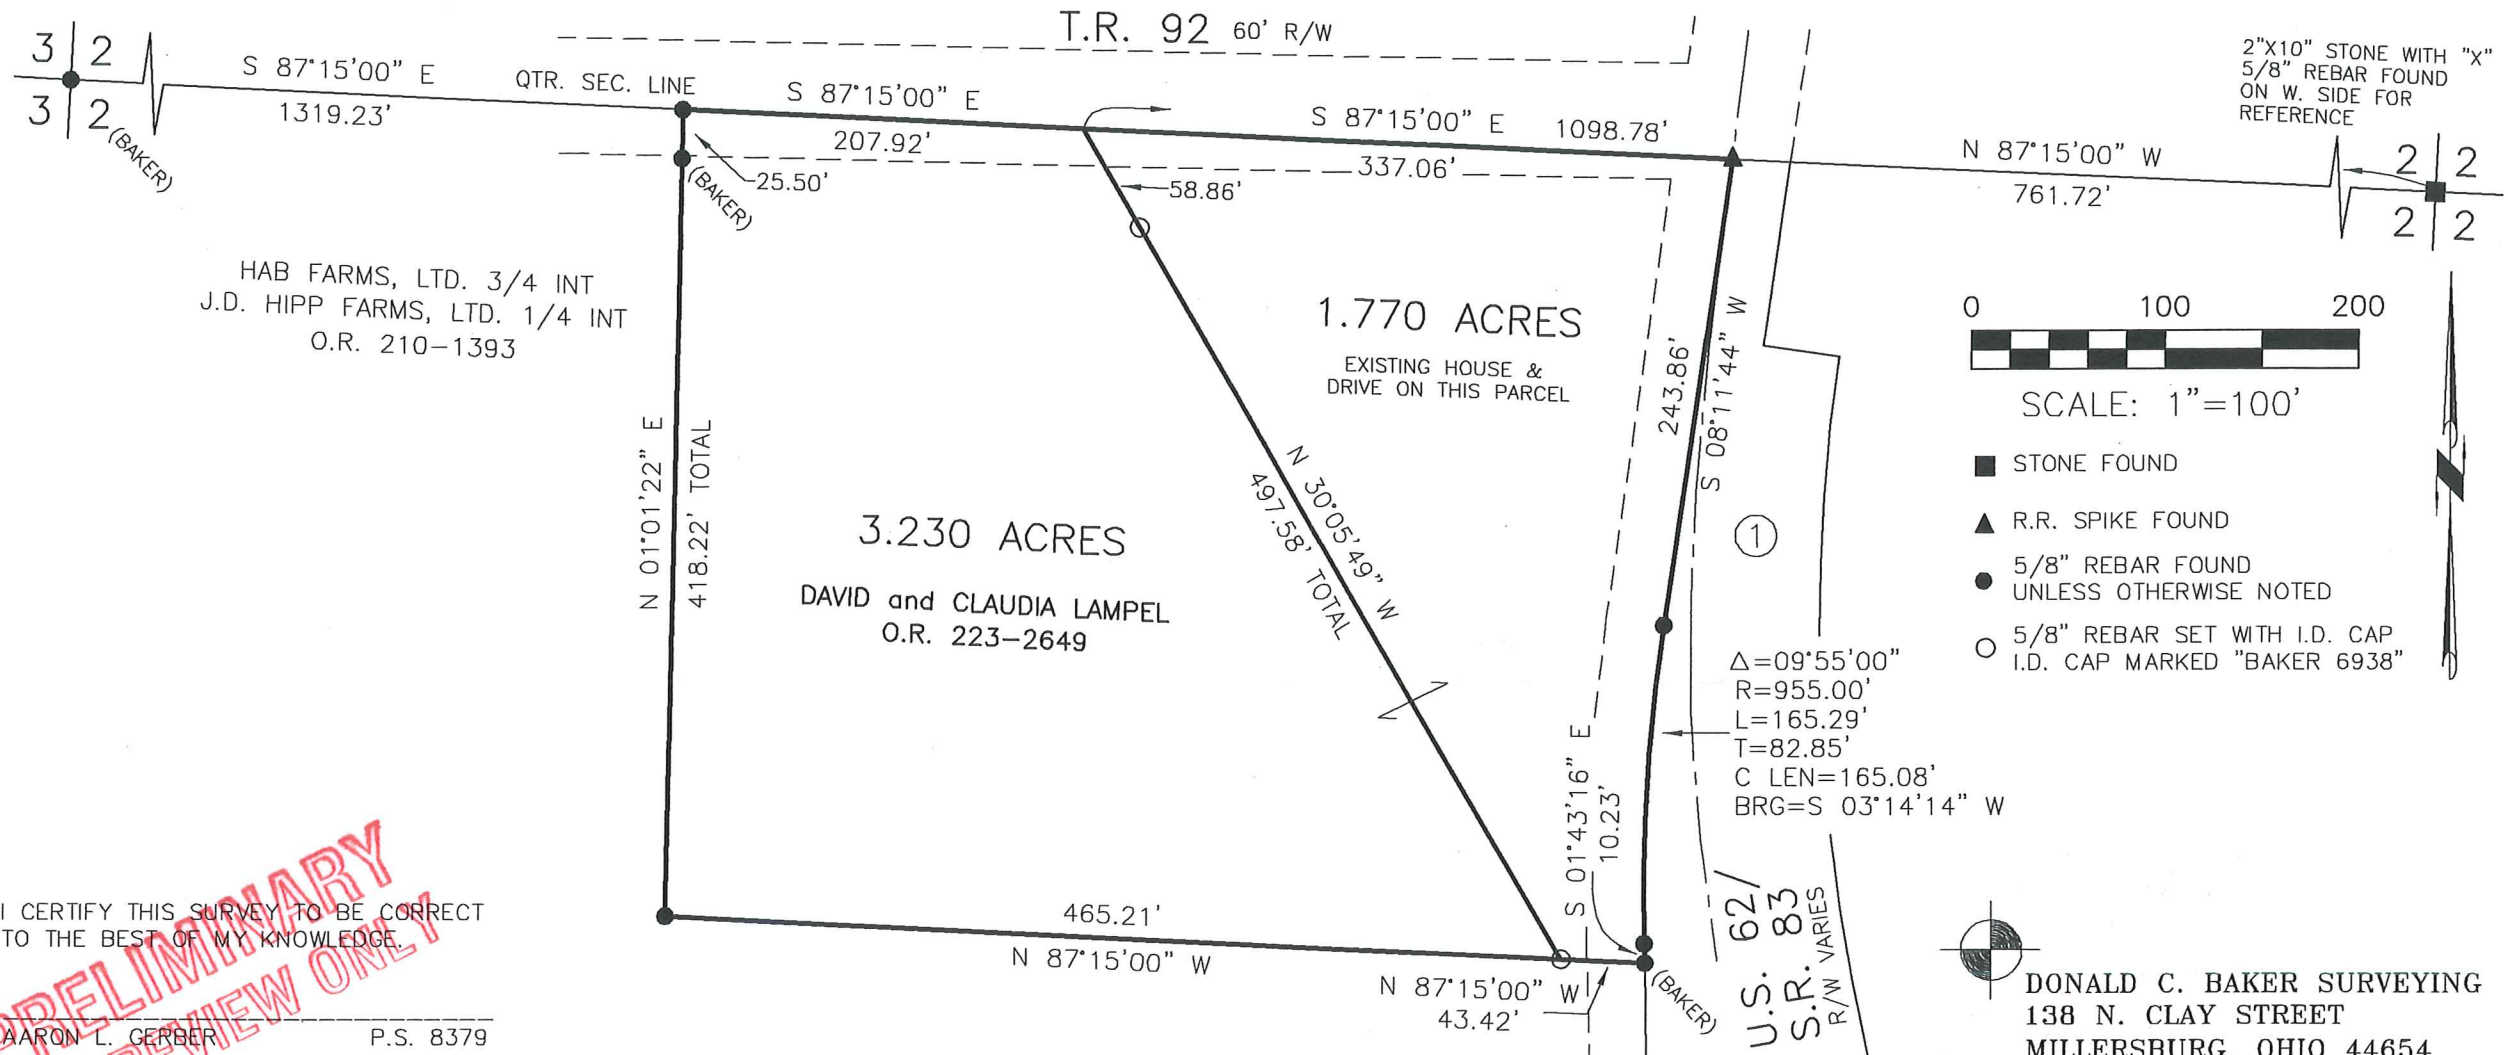 T.R. 92 60' R/W
3 2
3 2
(BAKER)
S 87°15'00" E
1319.23'
QTR. SEC. LINE
S 87°15'00" E
207.92'
25.50'
(BAKER)
58.86'
S 87°15'00" E 1098.78'
337.06'
N 87°15'00" W
761.72'
2"X10" STONE WITH "X"
5/8" REBAR FOUND
ON W. SIDE FOR
REFERENCE
2 2
2 2
HAB FARMS, LTD. 3/4 INT
J.D. HIPP FARMS, LTD. 1/4 INT
O.R. 210-1393
1.770 ACRES
EXISTING HOUSE &
DRIVE ON THIS PARCEL
243.86'
S 08°11'44" W
0 100 200
SCALE: 1"=100'
STONE FOUND
R.R. SPIKE FOUND
5/8" REBAR FOUND
UNLESS OTHERWISE NOTED
5/8" REBAR SET WITH I.D. CAP
I.D. CAP MARKED "BAKER 6938"
N 01°01'22" E
418.22' TOTAL
3.230 ACRES
DAVID and CLAUDIA LAMPEL
O.R. 223-2649
N 30°05'49" W
497.58' TOTAL
1
Δ=09°55'00"
R=955.00'
L=165.29'
T=82.85'
C LEN=165.08'
BRG=S 03°14'14" W
S 01°43'16" E
10.23'
465.21'
N 87°15'00" W
N 87°15'00" W
43.42'
(BAKER)
U.S. 62/
S.R. 83
R/W VARIES
I CERTIFY THIS SURVEY TO BE CORRECT
TO THE BEST OF MY KNOWLEDGE.
PRELIMINARY
REVIEW ONLY
AARON L. GERBER P.S. 8379
DONALD C. BAKER SURVEYING
138 N. CLAY STREET
MILLERSBURG, OHIO 44654